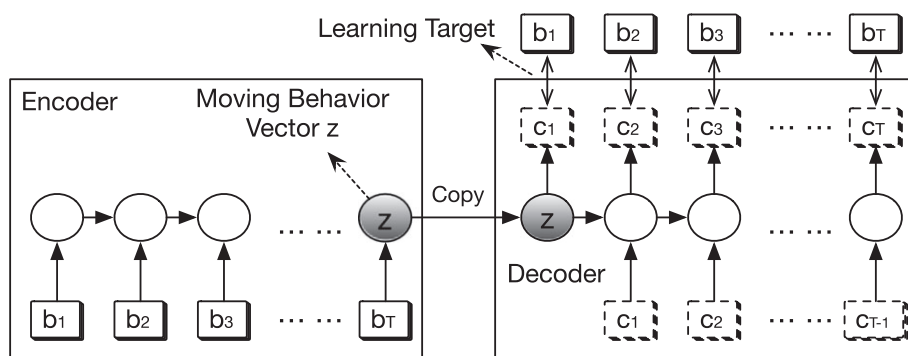 Learning Target
b1 b2 b3 ... ... bT
Encoder
Moving Behavior
Vector z
c1 c2 c3 ... ... cT
z Copy z
... ... ... ...
Decoder
b1 b2 b3 ... ... bT
c1 c2 ... ... cT-1